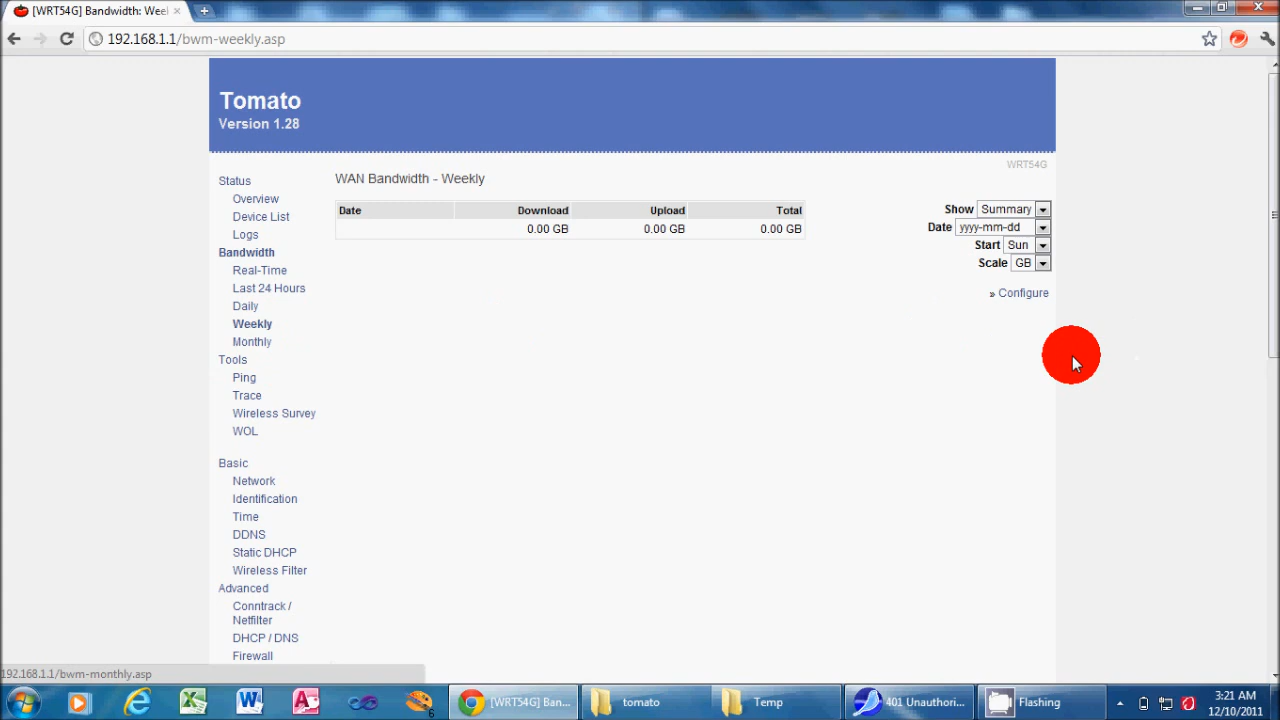 [WRT54G] Bandwidth: Weel
192.168.1.1/bwm-weekly.asp
Tomato
Version 1.28
WRT54G
Status
Overview
Device List
Logs
Bandwidth
Real-Time
Last 24 Hours
Daily
Weekly
Monthly
Tools
Ping
Trace
Wireless Survey
WOL
Basic
Network
Identification
Time
DDNS
Static DHCP
Wireless Filter
Advanced
Conntrack /
Netfilter
DHCP / DNS
Firewall
WAN Bandwidth - Weekly
Date Download Upload Total
0.00 GB 0.00 GB 0.00 GB
Show Summary
Date yyyy-mm-dd
Start Sun
Scale GB
» Configure
192.168.1.1/bwm-monthly.asp
[WRT54G] Ban...
tomato
Temp
401 Unauthori...
Flashing
3:21 AM
12/10/2011